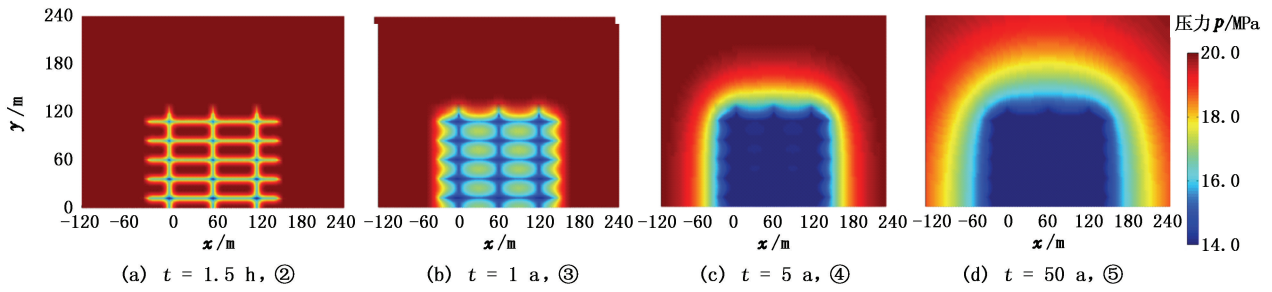 240
180
120
60
0
y/m
-120 -60 0 60 120 180 240
x/m
(a) t = 1.5 h, ②
-120 -60 0 60 120 180 240
x/m
(b) t = 1 a, ③
-120 -60 0 60 120 180 240
x/m
(c) t = 5 a, ④
-120 -60 0 60 120 180 240
x/m
(d) t = 50 a, ⑤
压力 p/MPa
20.0
18.0
16.0
14.0